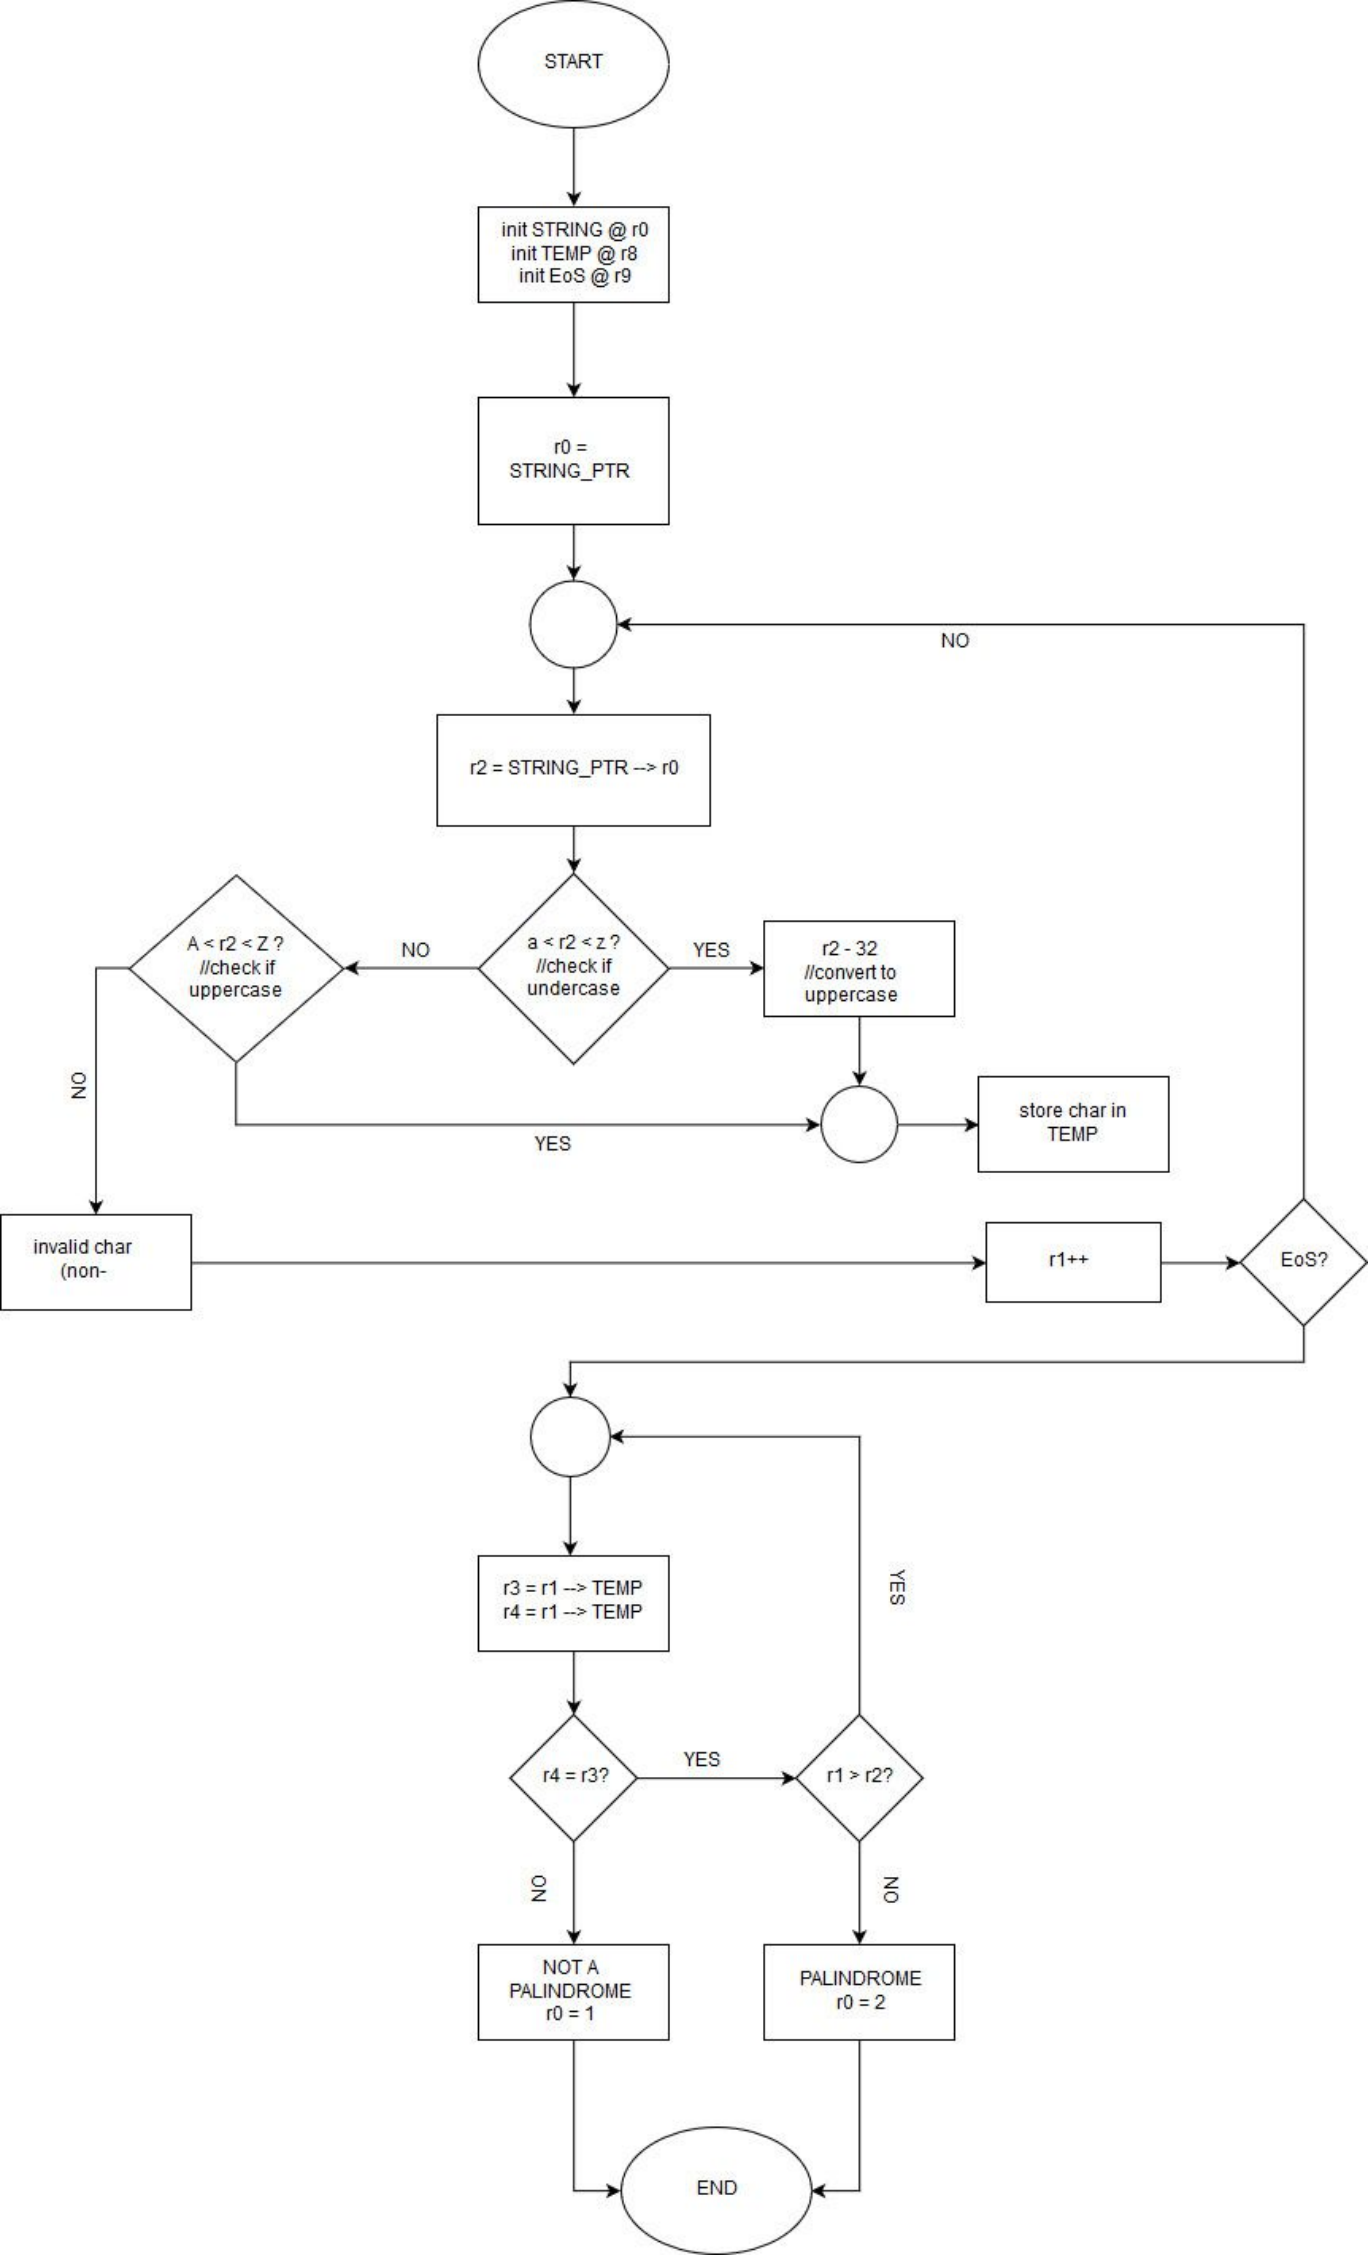 START
init STRING @ r0
init TEMP @ r8
init EoS @ r9
r0 =
STRING_PTR
NO
r2 = STRING_PTR --> r0
A < r2 < Z ?
//check if
uppercase
NO
a < r2 < z ?
//check if
undercase
YES
r2 - 32
//convert to
uppercase
NO
YES
store char in
TEMP
invalid char
(non-
r1++
EoS?
r3 = r1 --> TEMP
r4 = r1 --> TEMP
YES
r4 = r3?
YES
r1 > r2?
NO
NO
NOT A
PALINDROME
r0 = 1
PALINDROME
r0 = 2
END